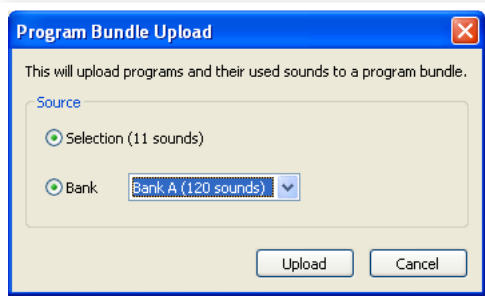 Program Bundle Upload
This will upload programs and their used sounds to a program bundle.
Source
Selection (11 sounds)
Bank Bank A (120 sounds)
Upload Cancel